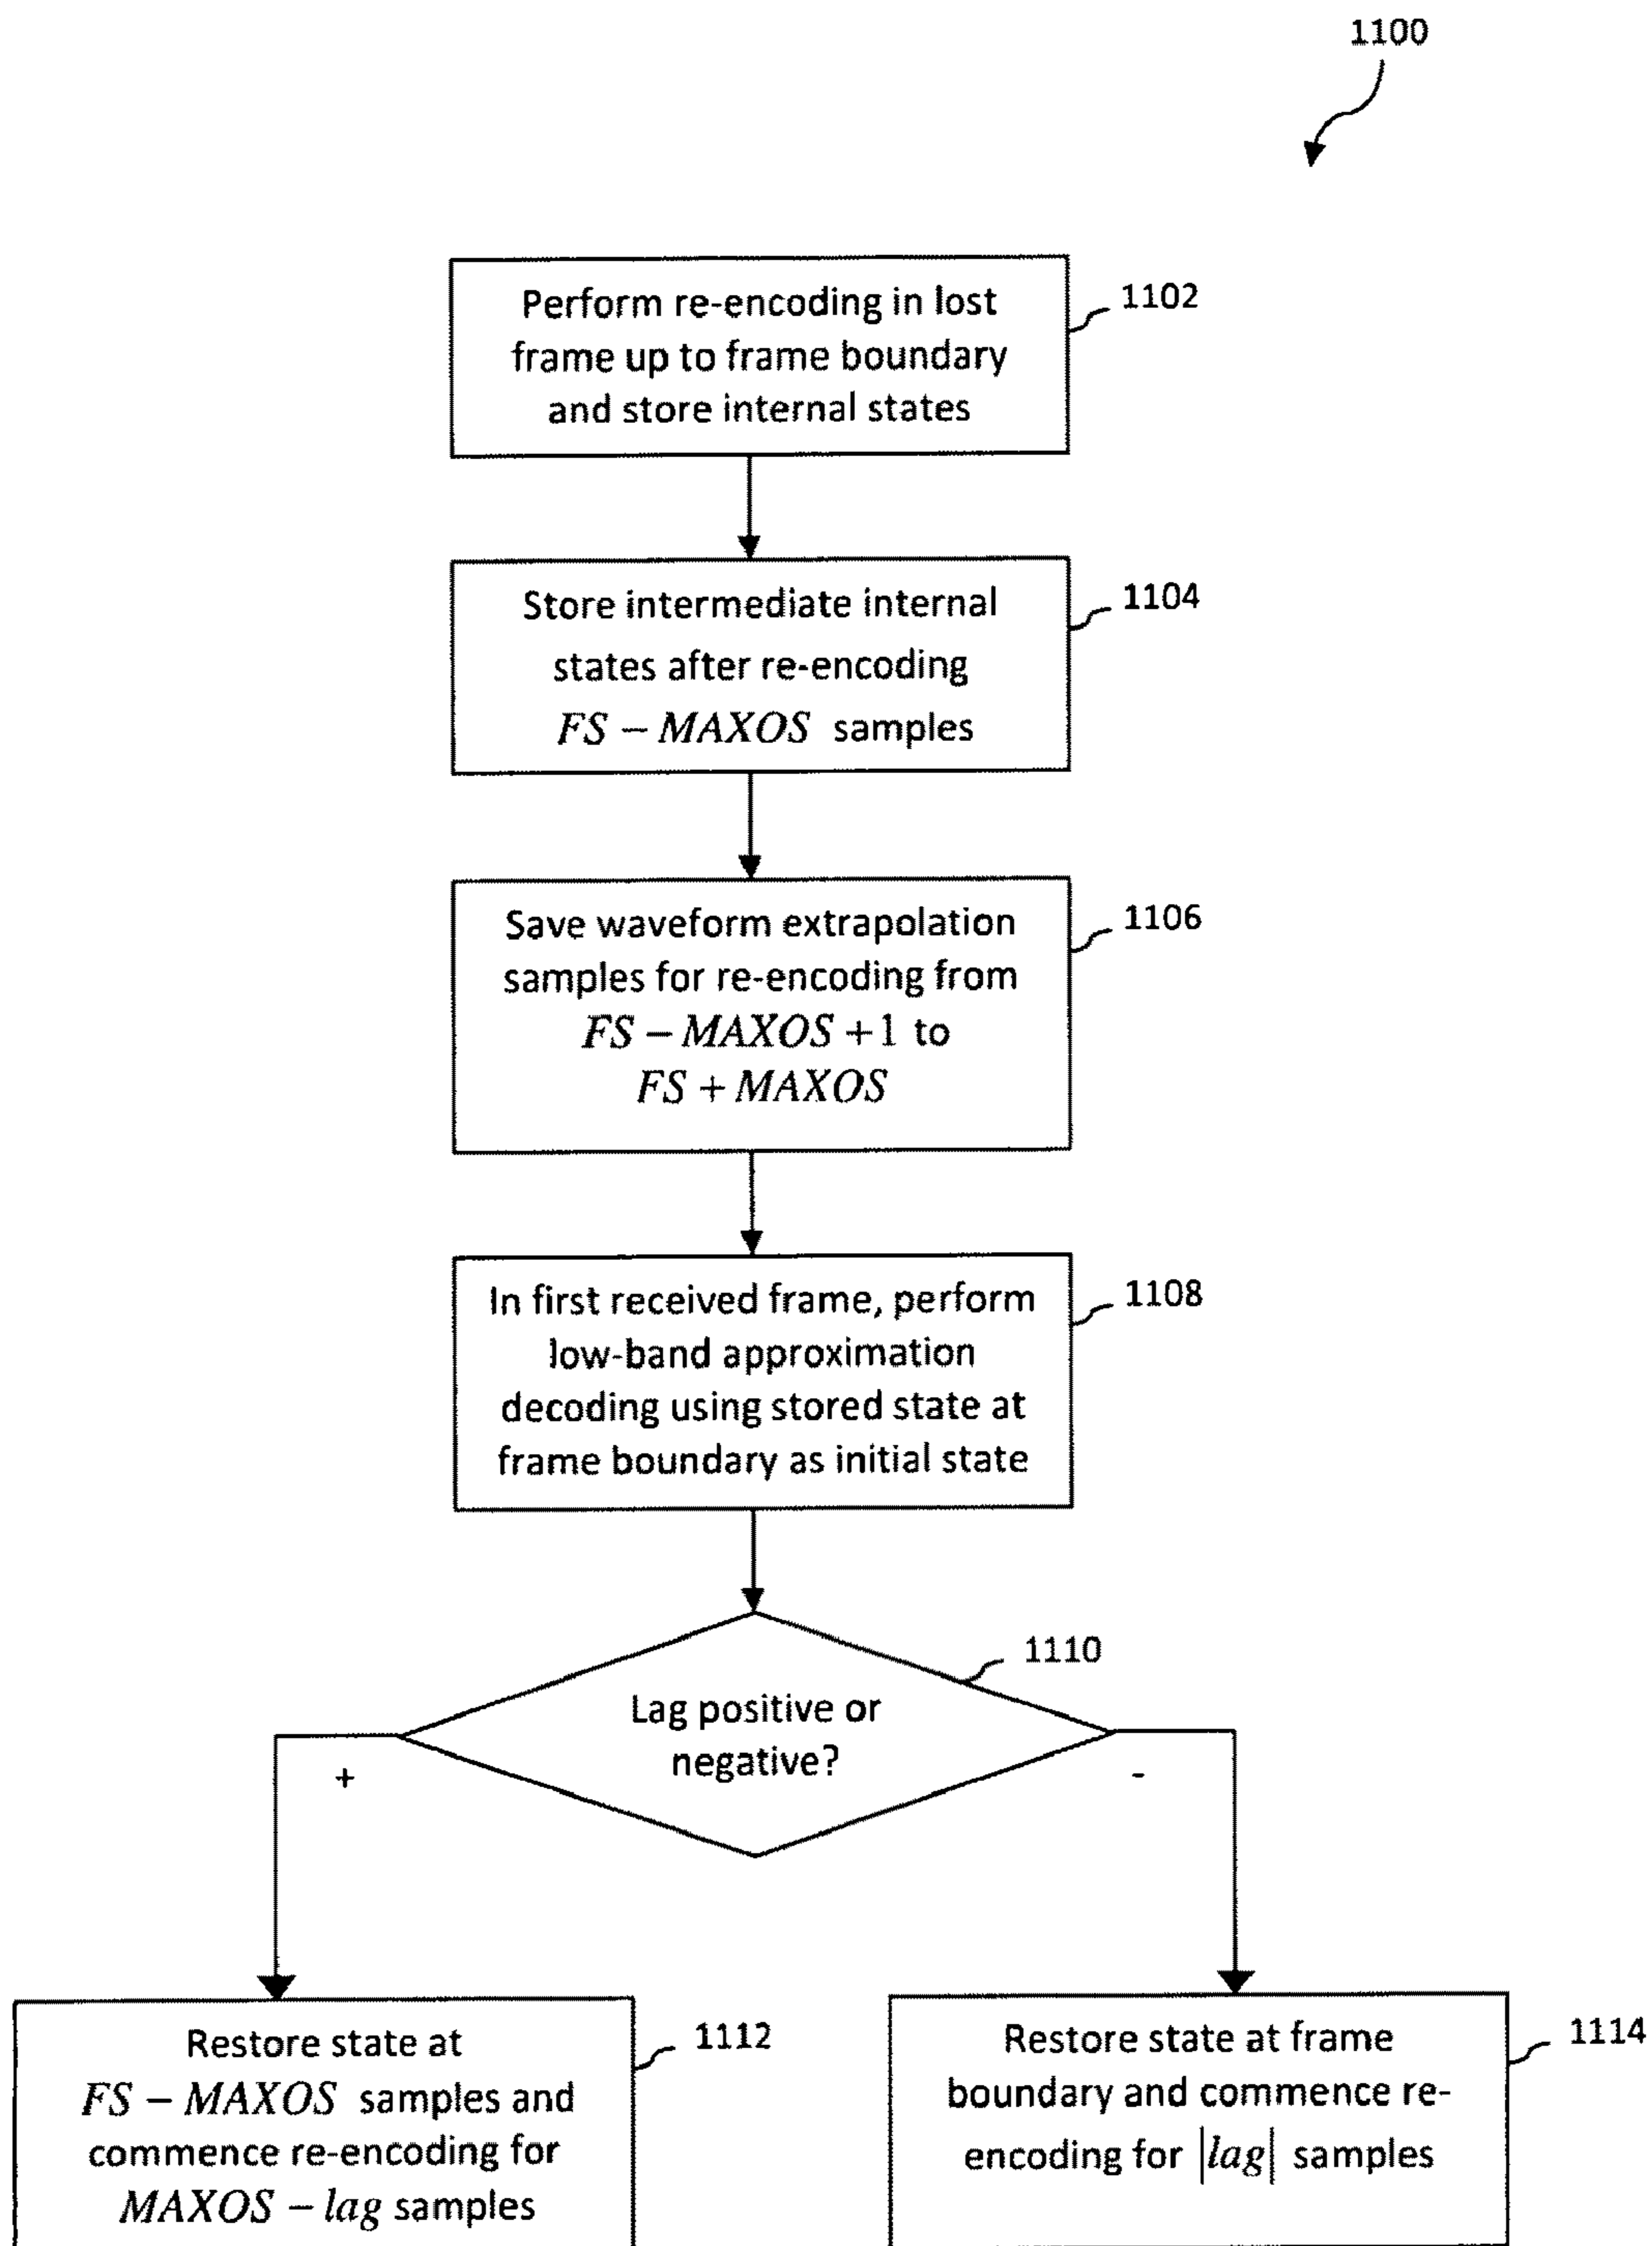 1100
Perform re-encoding in lost
frame up to frame boundary
and store internal states
1102
Store intermediate internal
states after re-encoding
FS – MAXOS samples
1104
Save waveform extrapolation
samples for re-encoding from
FS – MAXOS +1 to
FS + MAXOS
1106
In first received frame, perform
low-band approximation
decoding using stored state at
frame boundary as initial state
1108
Lag positive or
negative?
1110
+
-
Restore state at
FS – MAXOS samples and
commence re-encoding for
MAXOS – lag samples
1112
Restore state at frame
boundary and commence re-
encoding for |lag| samples
1114